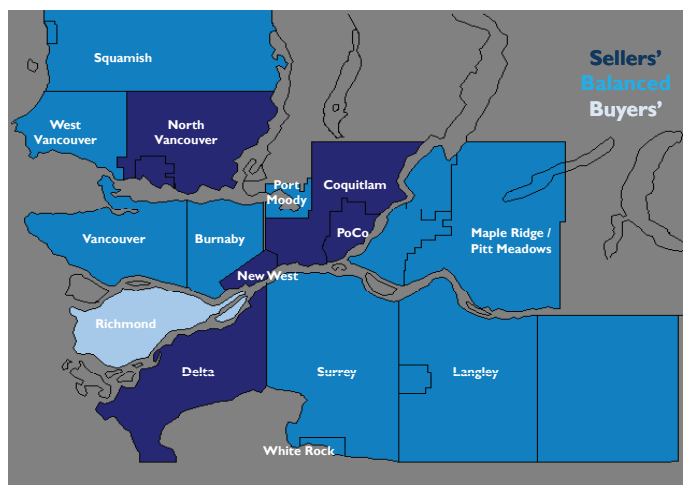 Squamish
Sellers'
Balanced
Buyers'
West
Vancouver
North
Vancouver
Port
Moody
Coquitlam
Vancouver
Burnaby
PoCo
Maple Ridge /
Pitt Meadows
New West
Richmond
Delta
Surrey
Langley
White Rock